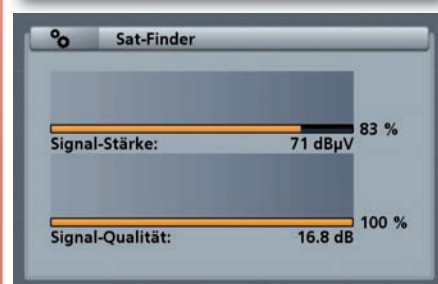 Sat-Finder
83 %
Signal-Stärke: 71 dBµV
100 %
Signal-Qualität: 16.8 dB